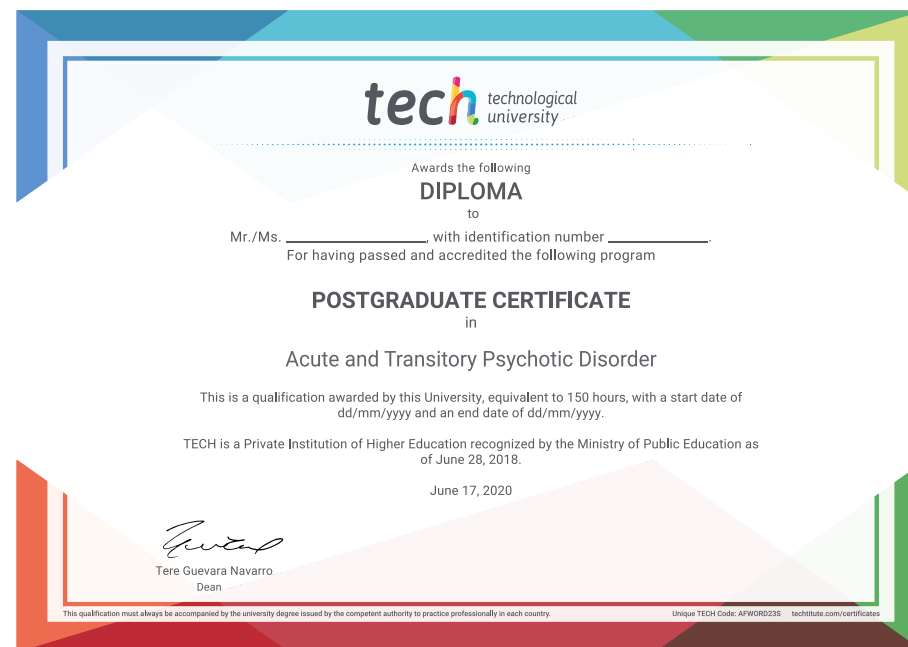 tech technological
university
Awards the following
DIPLOMA
to
Mr./Ms. ____________________, with identification number ______________.
For having passed and accredited the following program
POSTGRADUATE CERTIFICATE
in
Acute and Transitory Psychotic Disorder
This is a qualification awarded by this University, equivalent to 150 hours, with a start date of
dd/mm/yyyy and an end date of dd/mm/yyyy.
TECH is a Private Institution of Higher Education recognized by the Ministry of Public Education as
of June 28, 2018.
June 17, 2020
Tere Guevara Navarro
Dean
This qualification must always be accompanied by the university degree issued by the competent authority to practice professionally in each country. Unique TECH Code: AFWORD23S techtitute.com/certificates